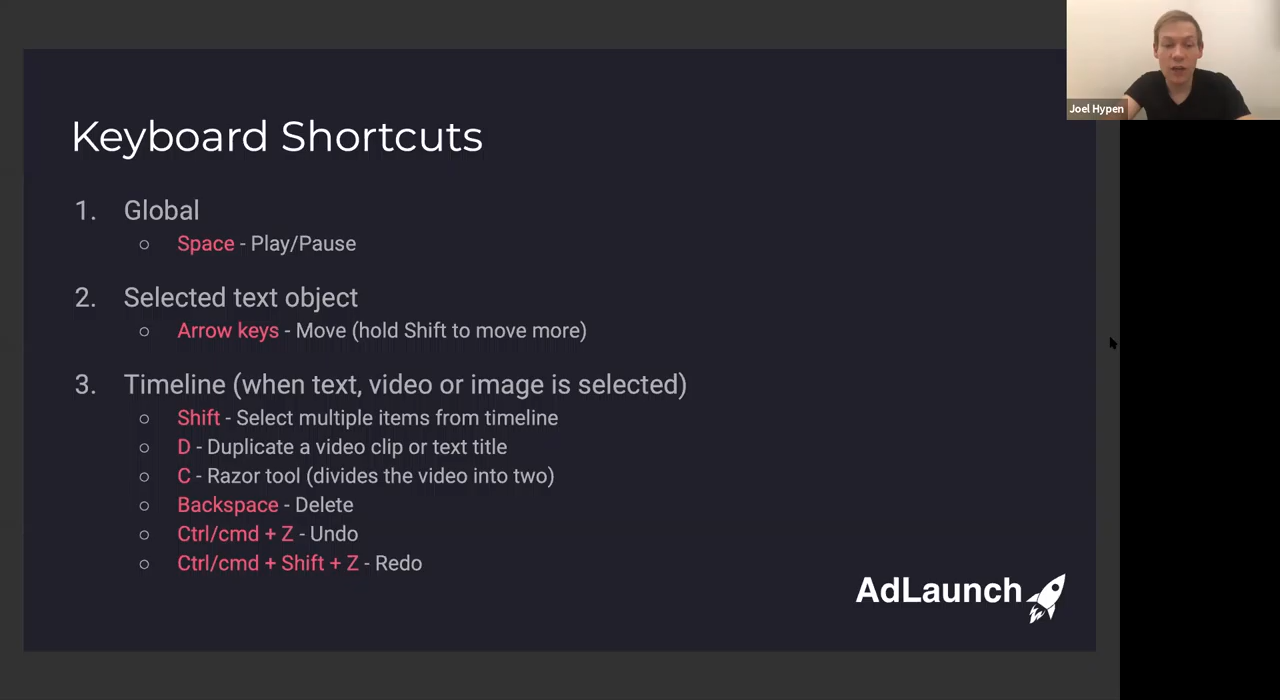 Joel Hypen
Keyboard Shortcuts
1. Global
○ Space - Play/Pause
2. Selected text object
○ Arrow keys - Move (hold Shift to move more)
3. Timeline (when text, video or image is selected)
○ Shift - Select multiple items from timeline
○ D - Duplicate a video clip or text title
○ C - Razor tool (divides the video into two)
○ Backspace - Delete
○ Ctrl/cmd + Z - Undo
○ Ctrl/cmd + Shift + Z - Redo
AdLaunch